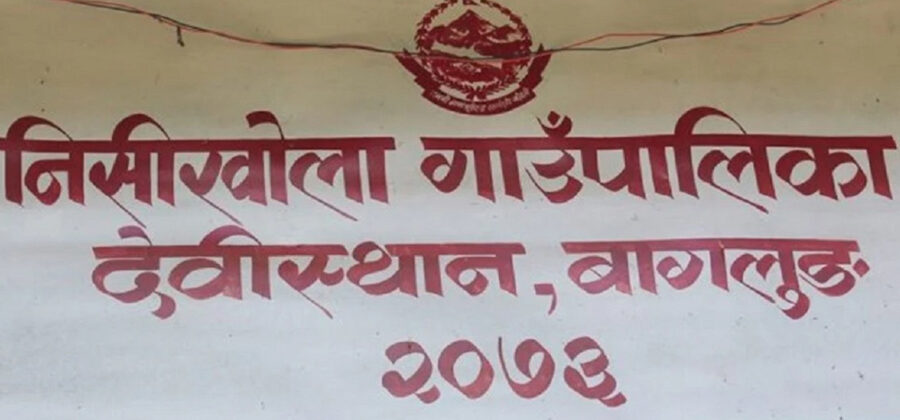 निसीखोला गाउँपालिका
देवीस्थान, बागलुङ
२०७३